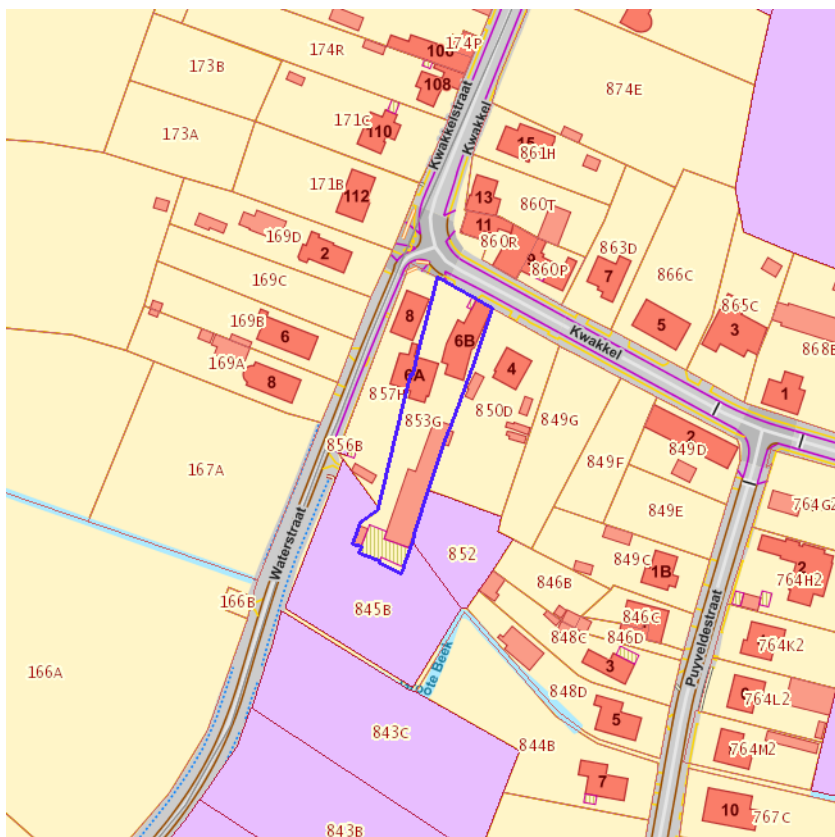 174R
174P
173B
108
Kwakkelstraat
Kwakkel
874E
173A
171C
110
15
861H
171B
112
13
860T
11
860R
9
860P
169D
2
863D
7
866C
169C
865C
5
3
868E
169B
6
8
6B
Kwakkel
169A
8
6A
4
857H
853G
850D
1
849G
2
849D
856B
167A
849F
764G2
849E
Waterstraat
852
849C
1B
2
764H2
846B
166B
845B
846C
848C
846D
764K2
3
166A
Puyveldestraat
848D
764L2
5
843C
844B
764M2
7
10
767C
843B